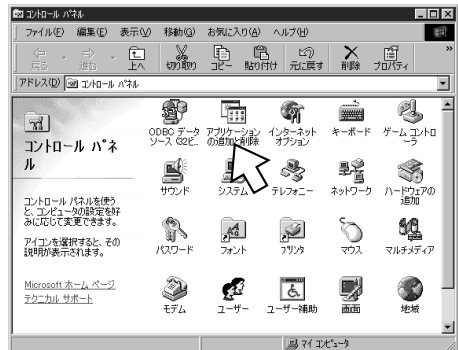 コントロール パネル
ファイル(F) 編集(E) 表示(V) 移動(G) お気に入り(A) ヘルプ(H)
戻る 進む 上へ 切り取り コピー 貼り付け 元に戻す 削除 プロパティ »
アドレス(D) コントロール パネル
コントロール パネ
ル
コントロール パネルを使う
と、コンピュータの設定を好
みに応じて変更できます。
アイコンを選択すると、その
説明が表示されます。
Microsoft ホーム ページ
テクニカル サポート
ODBC データ アプリケーション インターネット キーボード ゲーム コントロ
ソース (32ビ... の追加と削除 オプション ーラ
サウンド システム テレフォニー ネットワーク ハードウェアの
追加
パスワード フォント プリンタ マウス マルチメディア
モデム ユーザー ユーザー補助 画面 地域
マイ コンピュータ